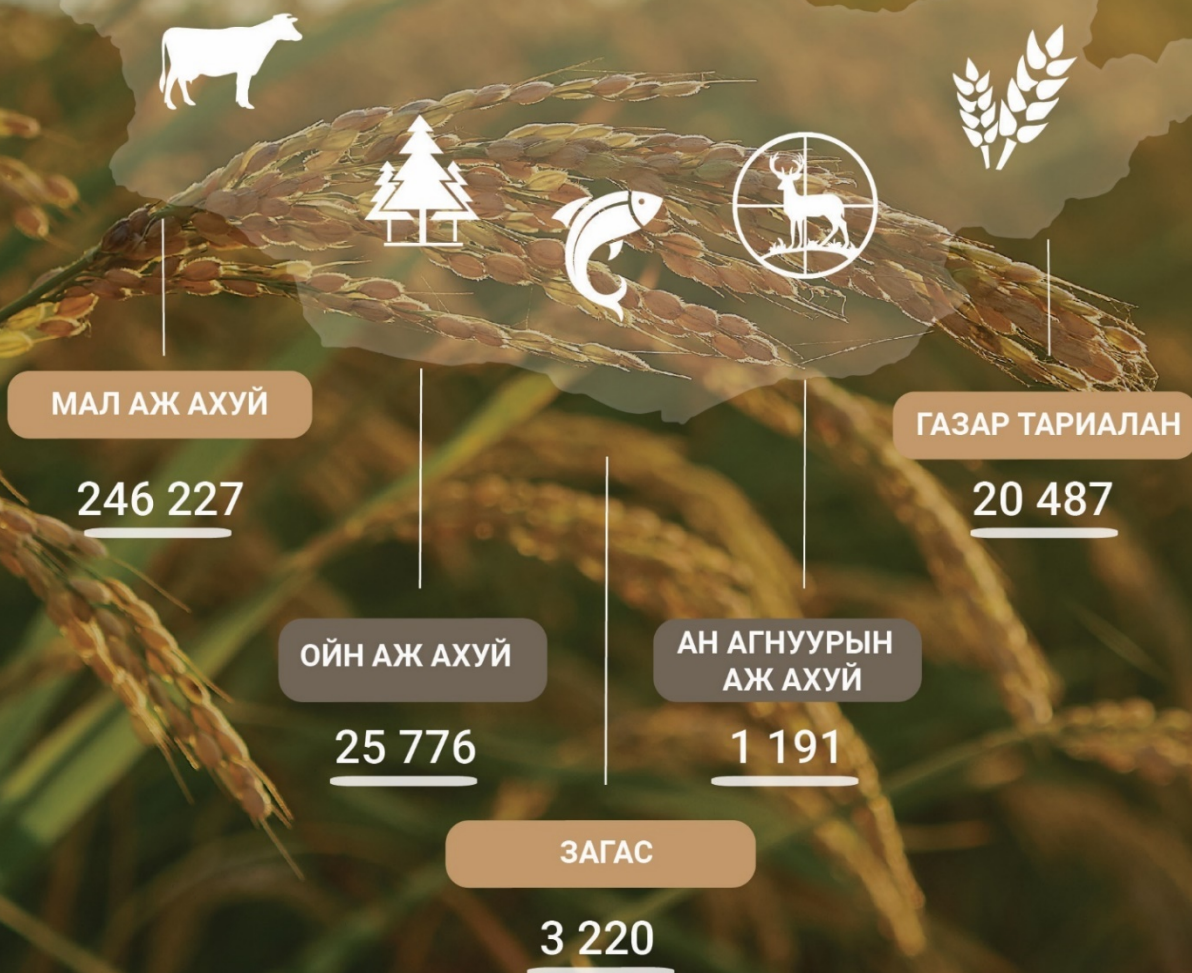 МАЛ АЖ АХУЙ
246 227
ГАЗАР ТАРИАЛАН
20 487
ОЙН АЖ АХУЙ
25 776
АН АГНУУРЫН
АЖ АХУЙ
1 191
ЗАГАС
3 220